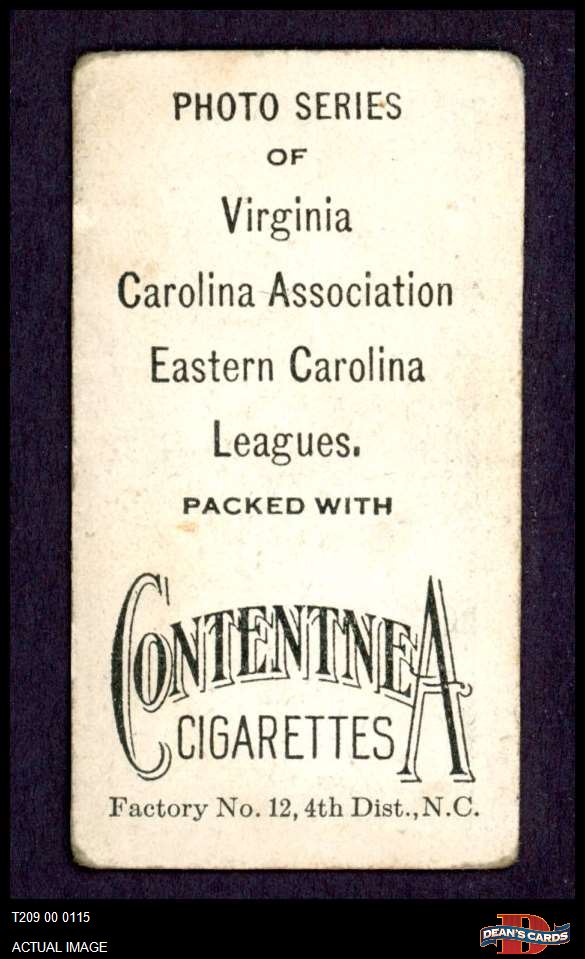 PHOTO SERIES
OF
Virginia
Carolina Association
Eastern Carolina
Leagues.
PACKED WITH
CONTENTNEA
CIGARETTES
Factory No. 12, 4th Dist., N.C.
T209 00 0115
ACTUAL IMAGE
D
DEAN'S CARDS